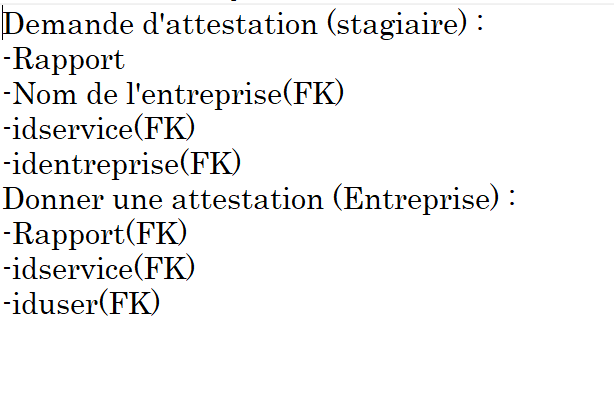 Demande d'attestation (stagiaire) :
-Rapport
-Nom de l'entreprise(FK)
-idservice(FK)
-identreprise(FK)
Donner une attestation (Entreprise) :
-Rapport(FK)
-idservice(FK)
-iduser(FK)